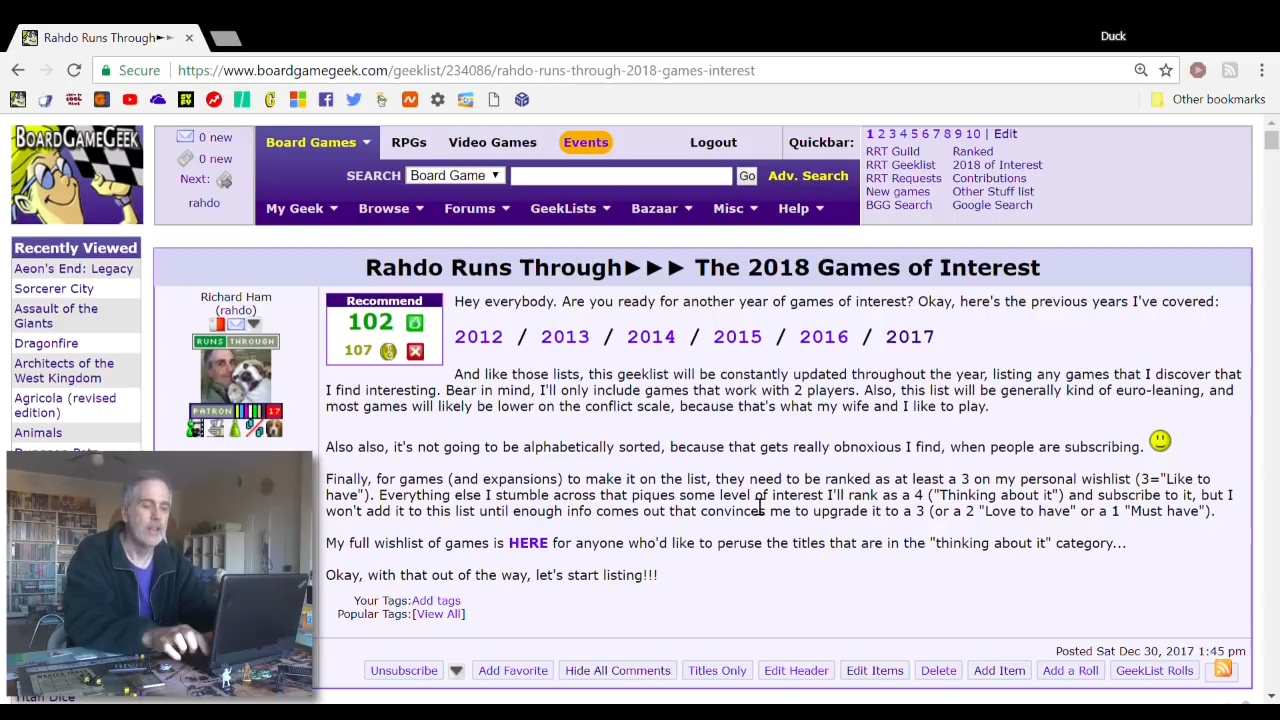 Rahdo Runs Through►►
Duck
Secure
https://www.boardgamegeek.com/geeklist/234086/rahdo-runs-through-2018-games-interest
Other bookmarks
BOARDGAMEGEEK
0 new
0 new
Next:
rahdo
Board Games
RPGs
Video Games
Events
Logout
Quickbar:
SEARCH
Board Game
Go
Adv. Search
My Geek
Browse
Forums
GeekLists
Bazaar
Misc
Help
1 2 3 4 5 6 7 8 9 10 | Edit
RRT Guild
Ranked
RRT Geeklist
2018 of Interest
RRT Requests
Contributions
New games
Other Stuff list
BGG Search
Google Search
Recently Viewed
Aeon's End: Legacy
Sorcerer City
Assault of the
Giants
Dragonfire
Architects of the
West Kingdom
Agricola (revised
edition)
Animals
Rahdo Runs Through►►► The 2018 Games of Interest
Richard Ham
(rahdo)
RUNS THROUGH
PATRON
17
Recommend
102
107
Hey everybody. Are you ready for another year of games of interest? Okay, here's the previous years I've covered:
2012 / 2013 / 2014 / 2015 / 2016 / 2017
And like those lists, this geeklist will be constantly updated throughout the year, listing any games that I discover that
I find interesting. Bear in mind, I'll only include games that work with 2 players. Also, this list will be generally kind of euro-leaning, and
most games will likely be lower on the conflict scale, because that's what my wife and I like to play.
Also also, it's not going to be alphabetically sorted, because that gets really obnoxious I find, when people are subscribing.
Finally, for games (and expansions) to make it on the list, they need to be ranked as at least a 3 on my personal wishlist (3="Like to
have"). Everything else I stumble across that piques some level of interest I'll rank as a 4 ("Thinking about it") and subscribe to it, but I
won't add it to this list until enough info comes out that convinces me to upgrade it to a 3 (or a 2 "Love to have" or a 1 "Must have").
My full wishlist of games is HERE for anyone who'd like to peruse the titles that are in the "thinking about it" category...
Okay, with that out of the way, let's start listing!!!
Your Tags: Add tags
Popular Tags: [View All]
Posted Sat Dec 30, 2017 1:45 pm
Unsubscribe
Add Favorite
Hide All Comments
Titles Only
Edit Header
Edit Items
Delete
Add Item
Add a Roll
GeekList Rolls